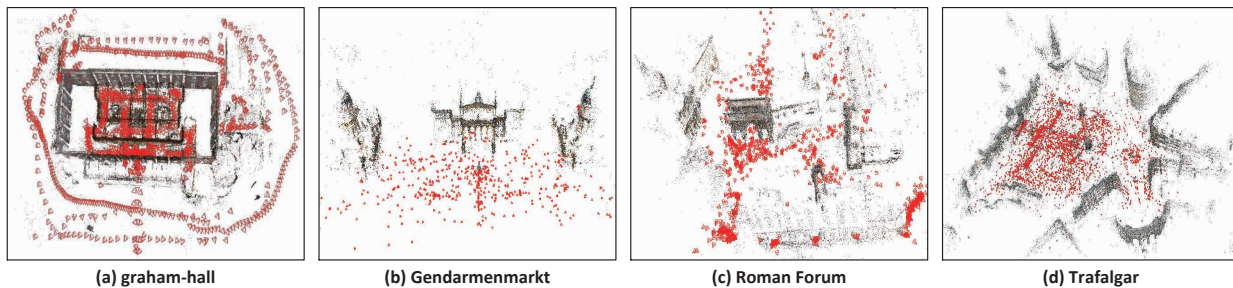 (a) graham-hall
(b) Gendarmenmarkt
(c) Roman Forum
(d) Trafalgar